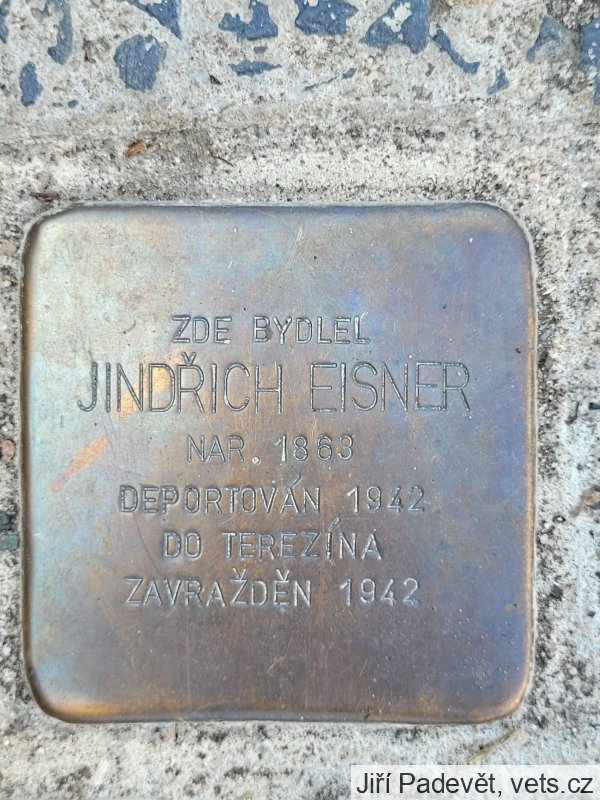 ZDE BYDLEL
JINDŘICH EISNER
NAR. 1863
DEPORTOVÁN 1942
DO TEREZÍNA
ZAVRAŽDĚN 1942
Jiří Padevět, vets.cz